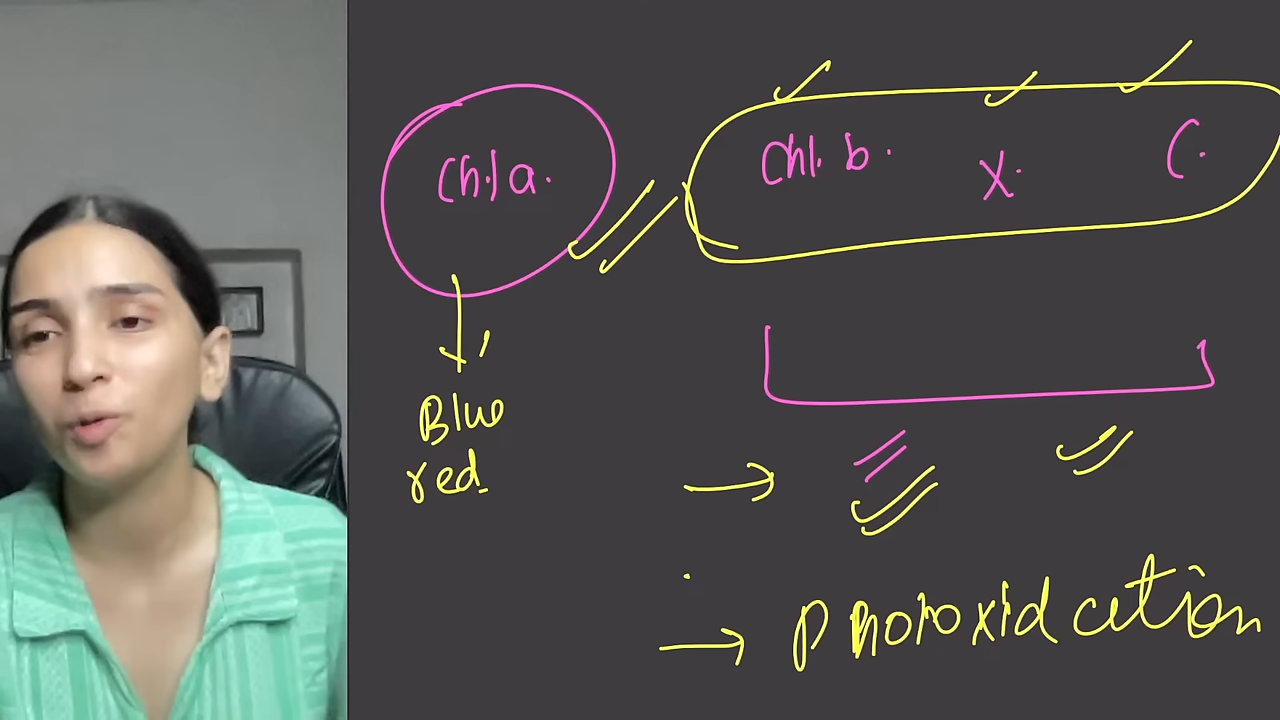 Chl a.
Chl. b. X. C.
Blue
red.
Photoxidation